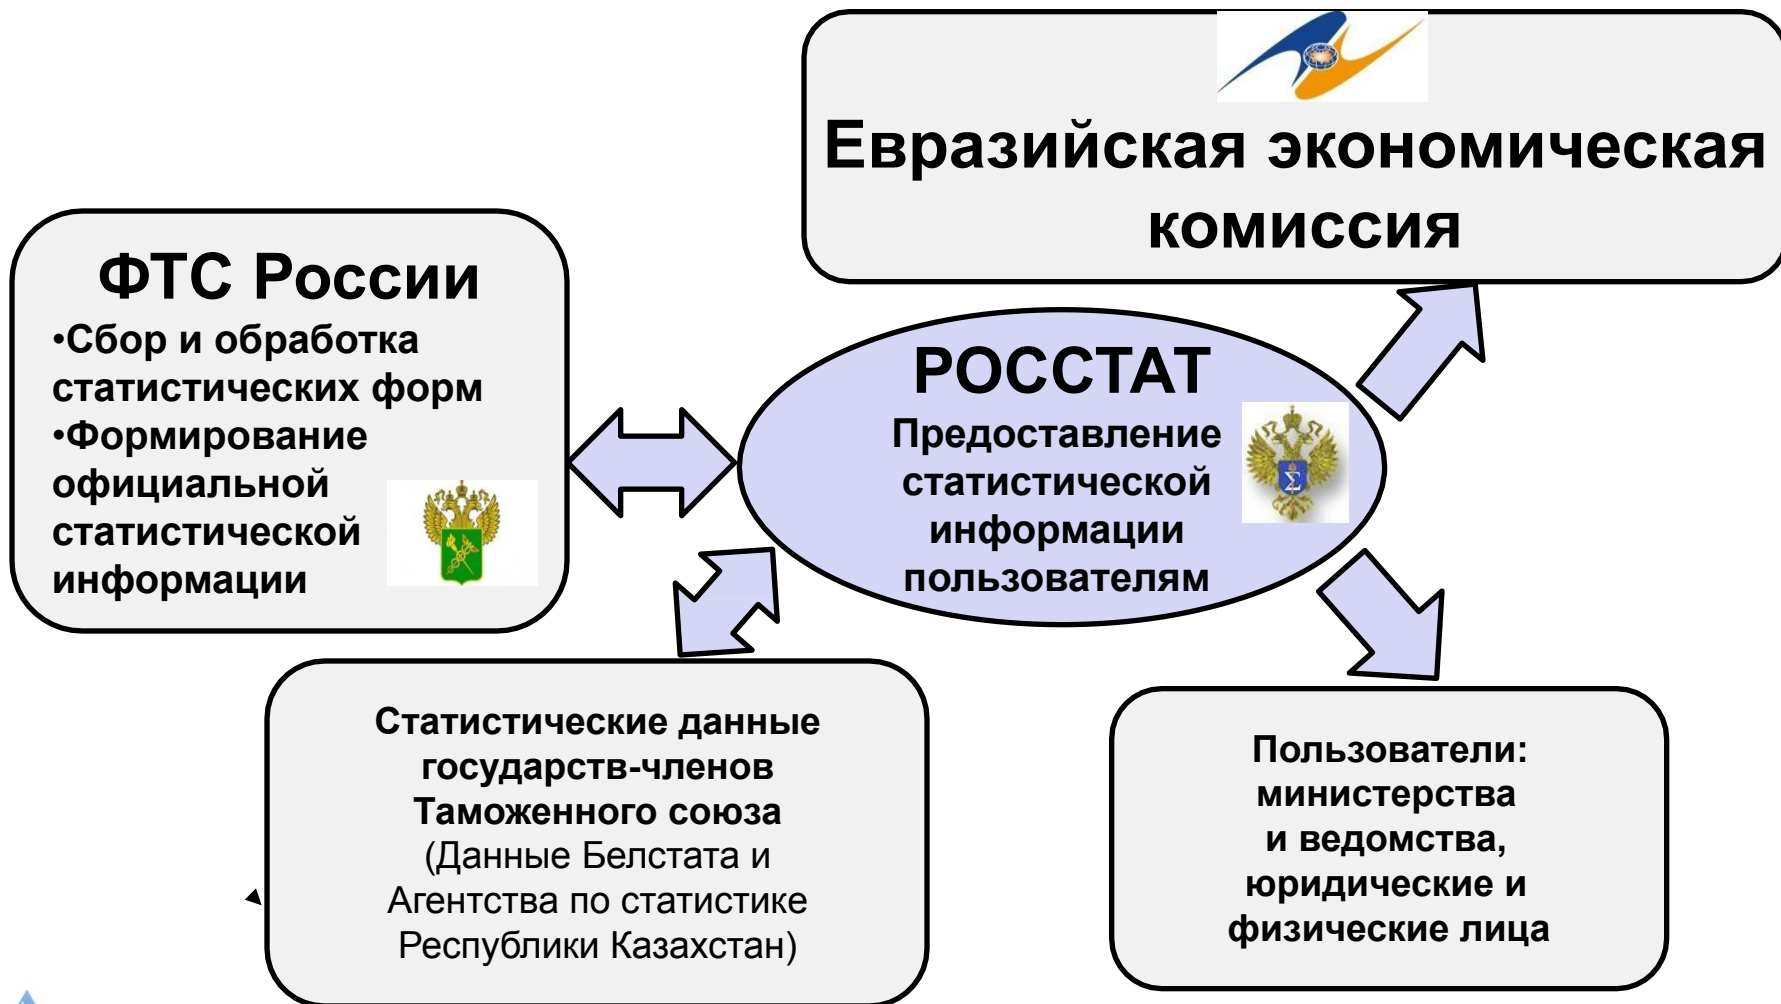 Евразийская экономическая
комиссия
ФТС России
•Сбор и обработка
статистических форм
•Формирование
официальной
статистической
информации
РОССТАТ
Предоставление
статистической
информации
пользователям
Σ
Статистические данные
государств-членов
Таможенного союза
(Данные Белстата и
Агентства по статистике
Республики Казахстан)
Пользователи:
министерства
и ведомства,
юридические и
физические лица